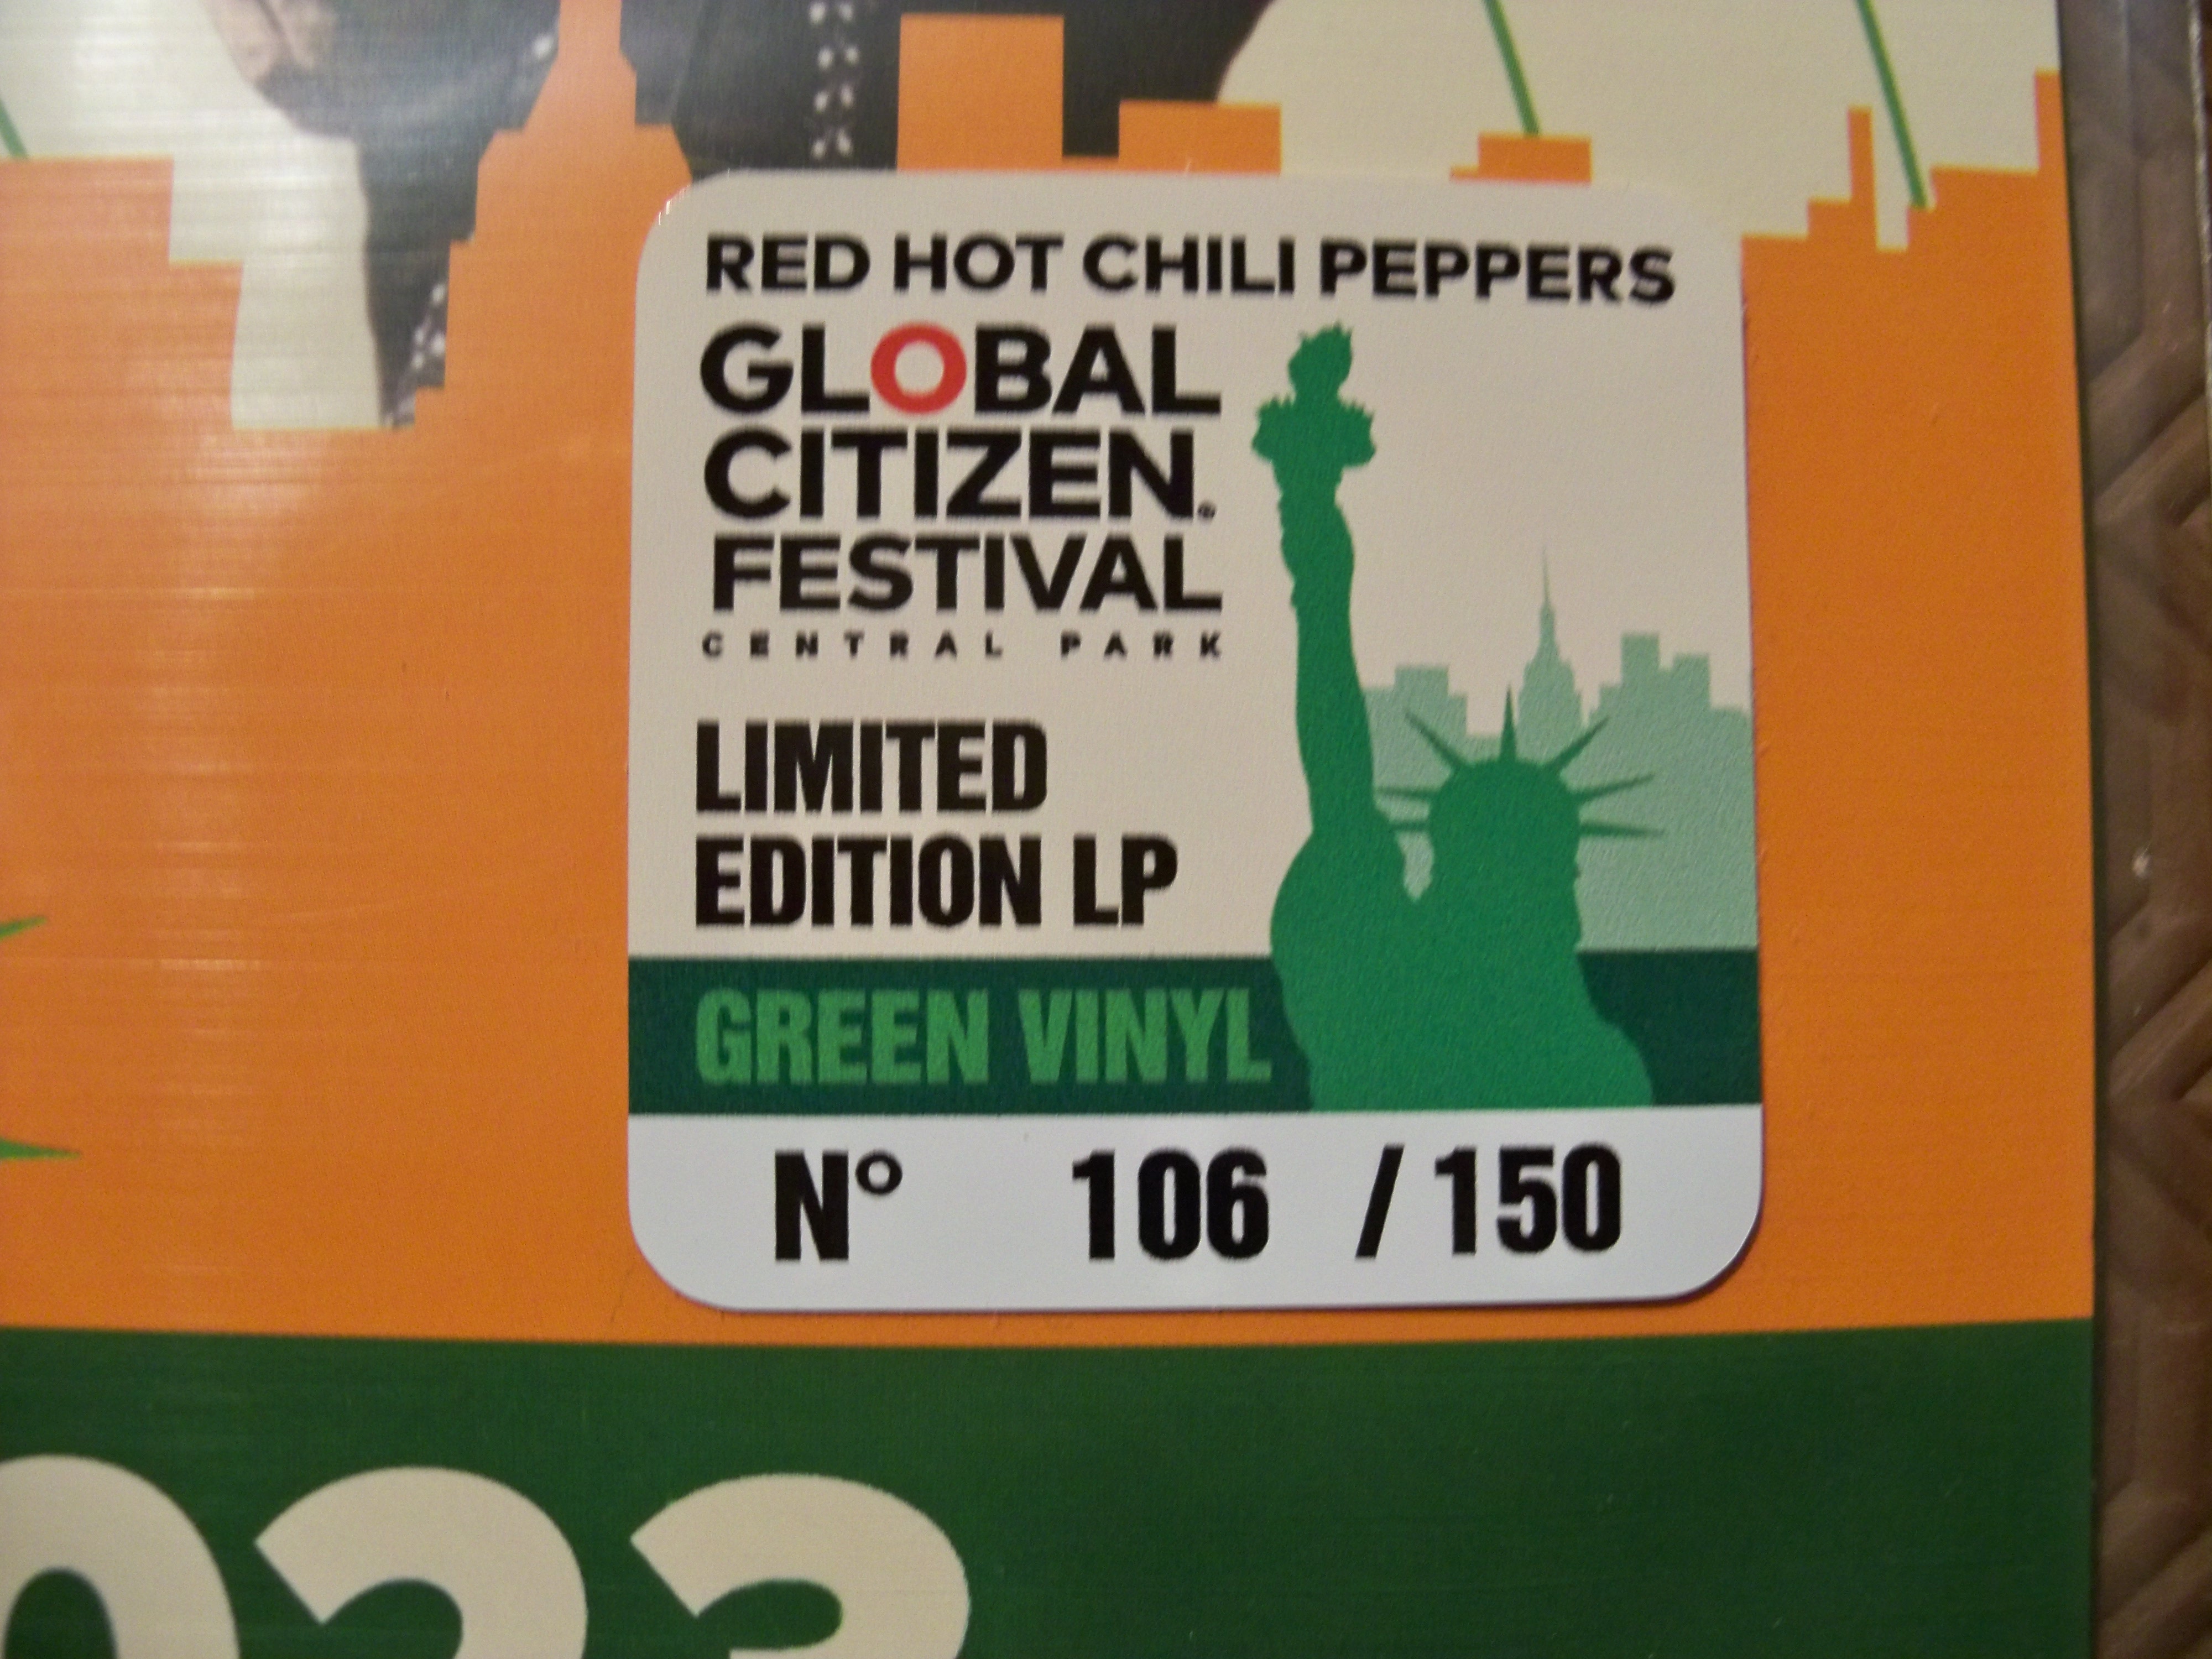 RED HOT CHILI PEPPERS
GLOBAL
CITIZEN®
FESTIVAL
CENTRAL PARK
LIMITED
EDITION LP
GREEN VINYL
N° 106 / 150